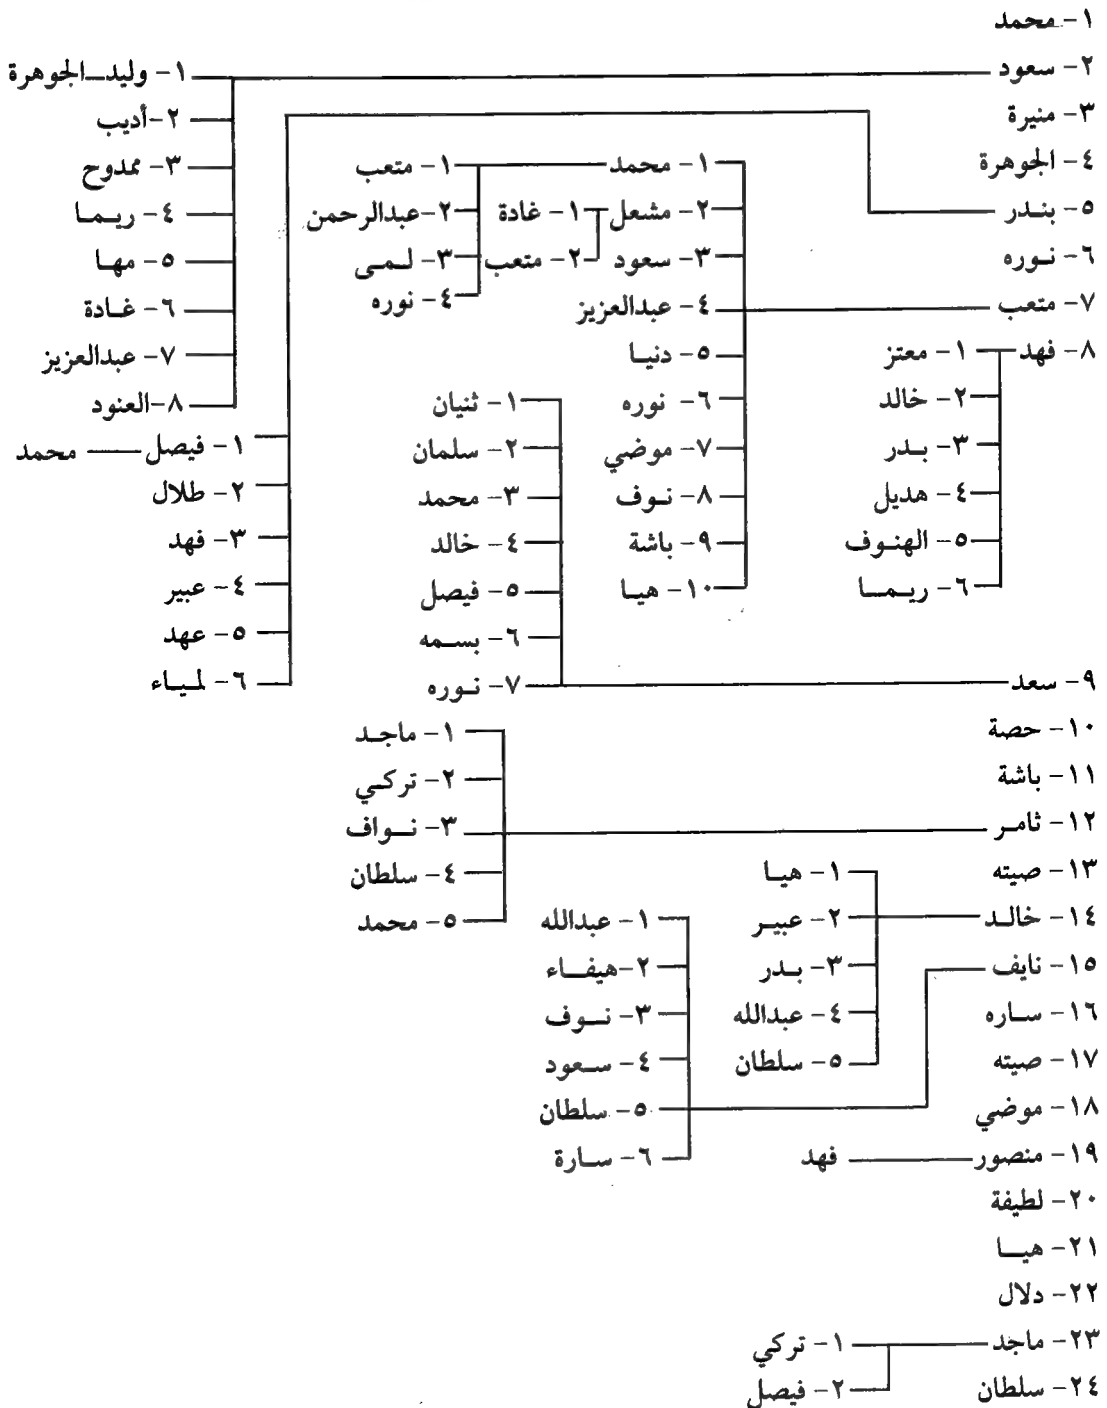 ١- محمد
٢- سعود ١- وليد الجوهرة
٣- منيرة ٢- أديب
٤- الجوهرة ١- محمد ١- متعب ٣- ممدوح
٥- بندر ٢- مشعل ١- غادة ٢- عبدالرحمن ٤- ريما
٦- نوره ٣- سعود ٢- متعب ٣- لمى ٥- مها
٧- متعب ٤- عبدالعزيز ٤- نوره ٦- غادة
٨- فهد ١- معتز ٥- دنيا ٧- عبدالعزيز
٢- خالد ٦- نوره ١- ثنيان ٨- العنود
٣- بدر ٧- موضي ٢- سلمان ١- فيصل محمد
٤- هديل ٨- نوف ٣- محمد ٢- طلال
٥- الهنوف ٩- باشة ٤- خالد ٣- فهد
٦- ريما ١٠- هيا ٥- فيصل ٤- عبير
٦- بسمه ٥- عهد
٩- سعد ٧- نوره ٦- لمياء
١٠- حصة ١- ماجد
١١- باشة ٢- تركي
١٢- ثامر ٣- نواف
١٣- صيته ١- هيا ٤- سلطان
١٤- خالد ٢- عبير ١- عبدالله ٥- محمد
١٥- نايف ٣- بدر ٢- هيفاء
١٦- ساره ٤- عبدالله ٣- نوف
١٧- صيته ٥- سلطان ٤- سعود
١٨- موضي ٥- سلطان
١٩- منصور فهد ٦- سارة
٢٠- لطيفة
٢١- هيا
٢٢- دلال
٢٣- ماجد ١- تركي
٢٤- سلطان ٢- فيصل